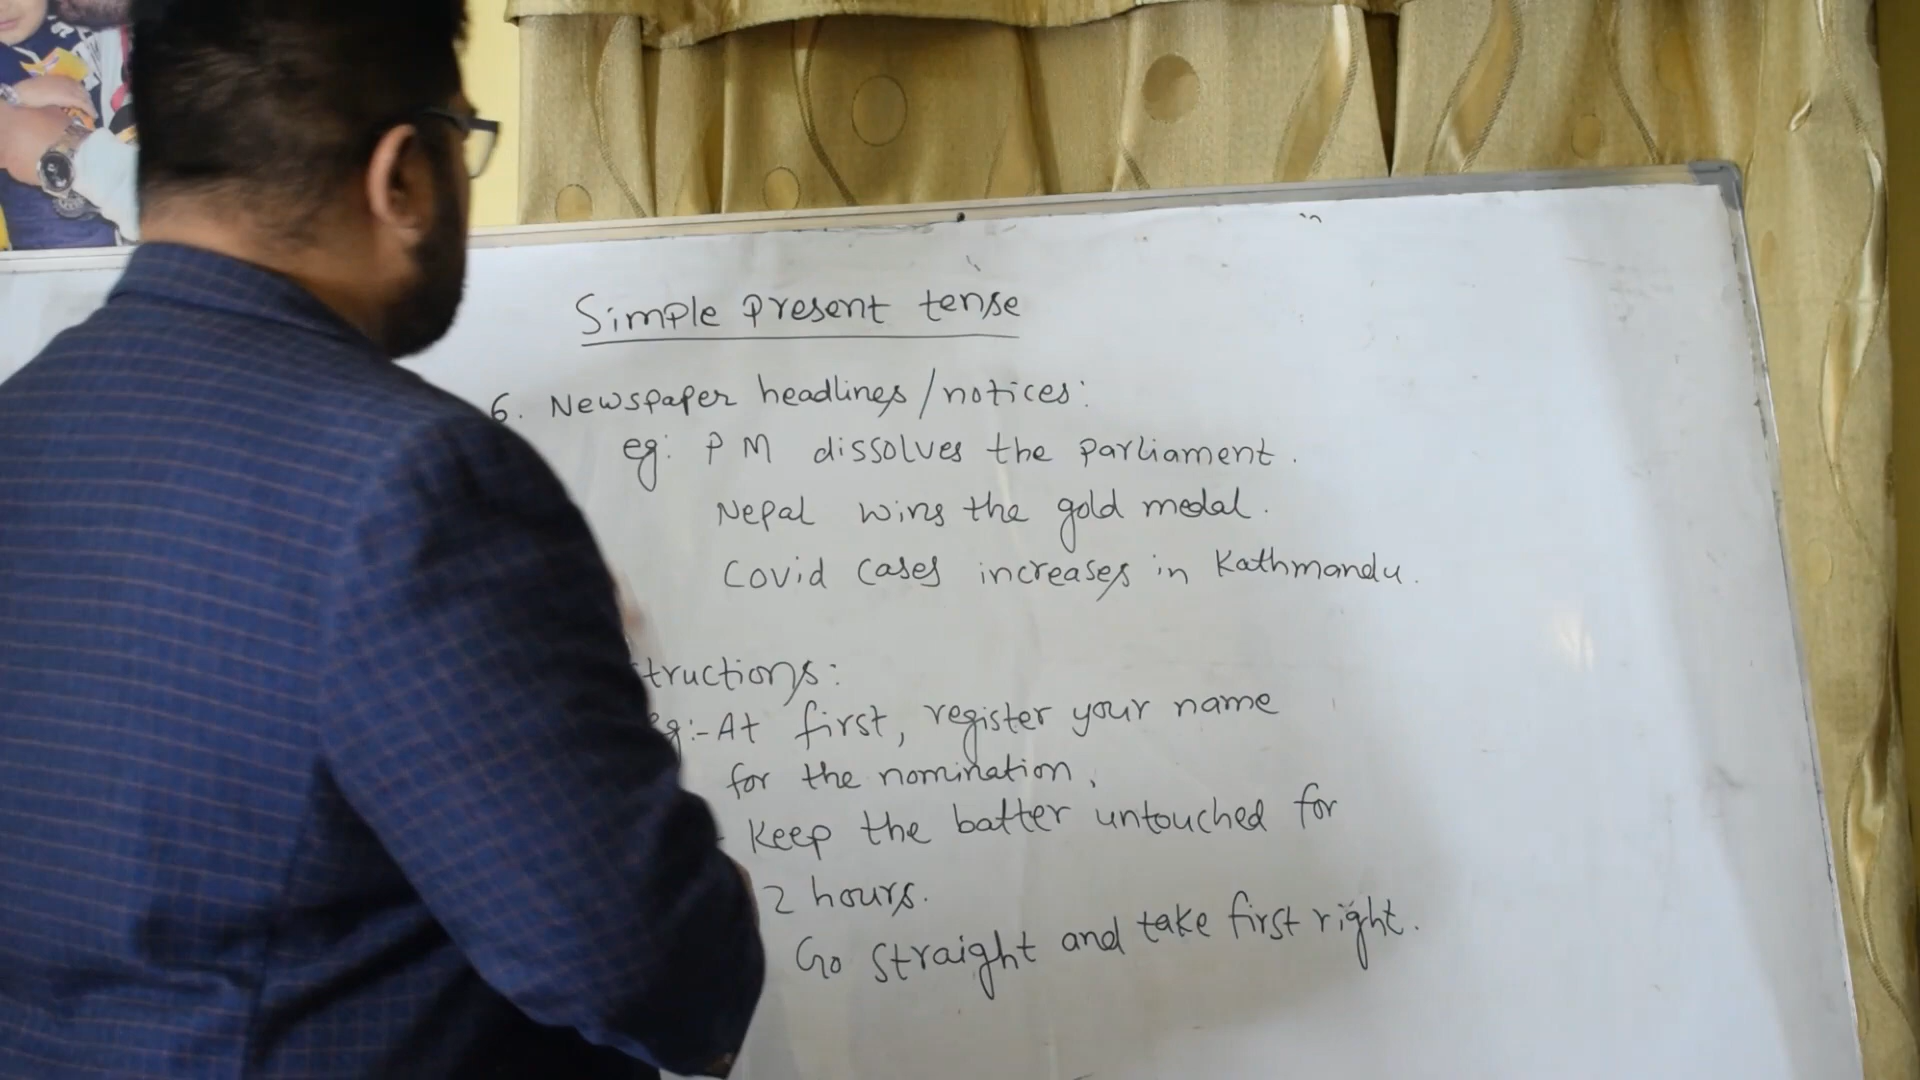 Simple present tense
6. Newspaper headlines/notices:
eg: PM dissolves the parliament.
Nepal wins the gold medal.
Covid cases increases in Kathmandu.
tructions:
eg:- At first, register your name
for the nomination.
- Keep the batter untouched for
2 hours.
Go straight and take first right.